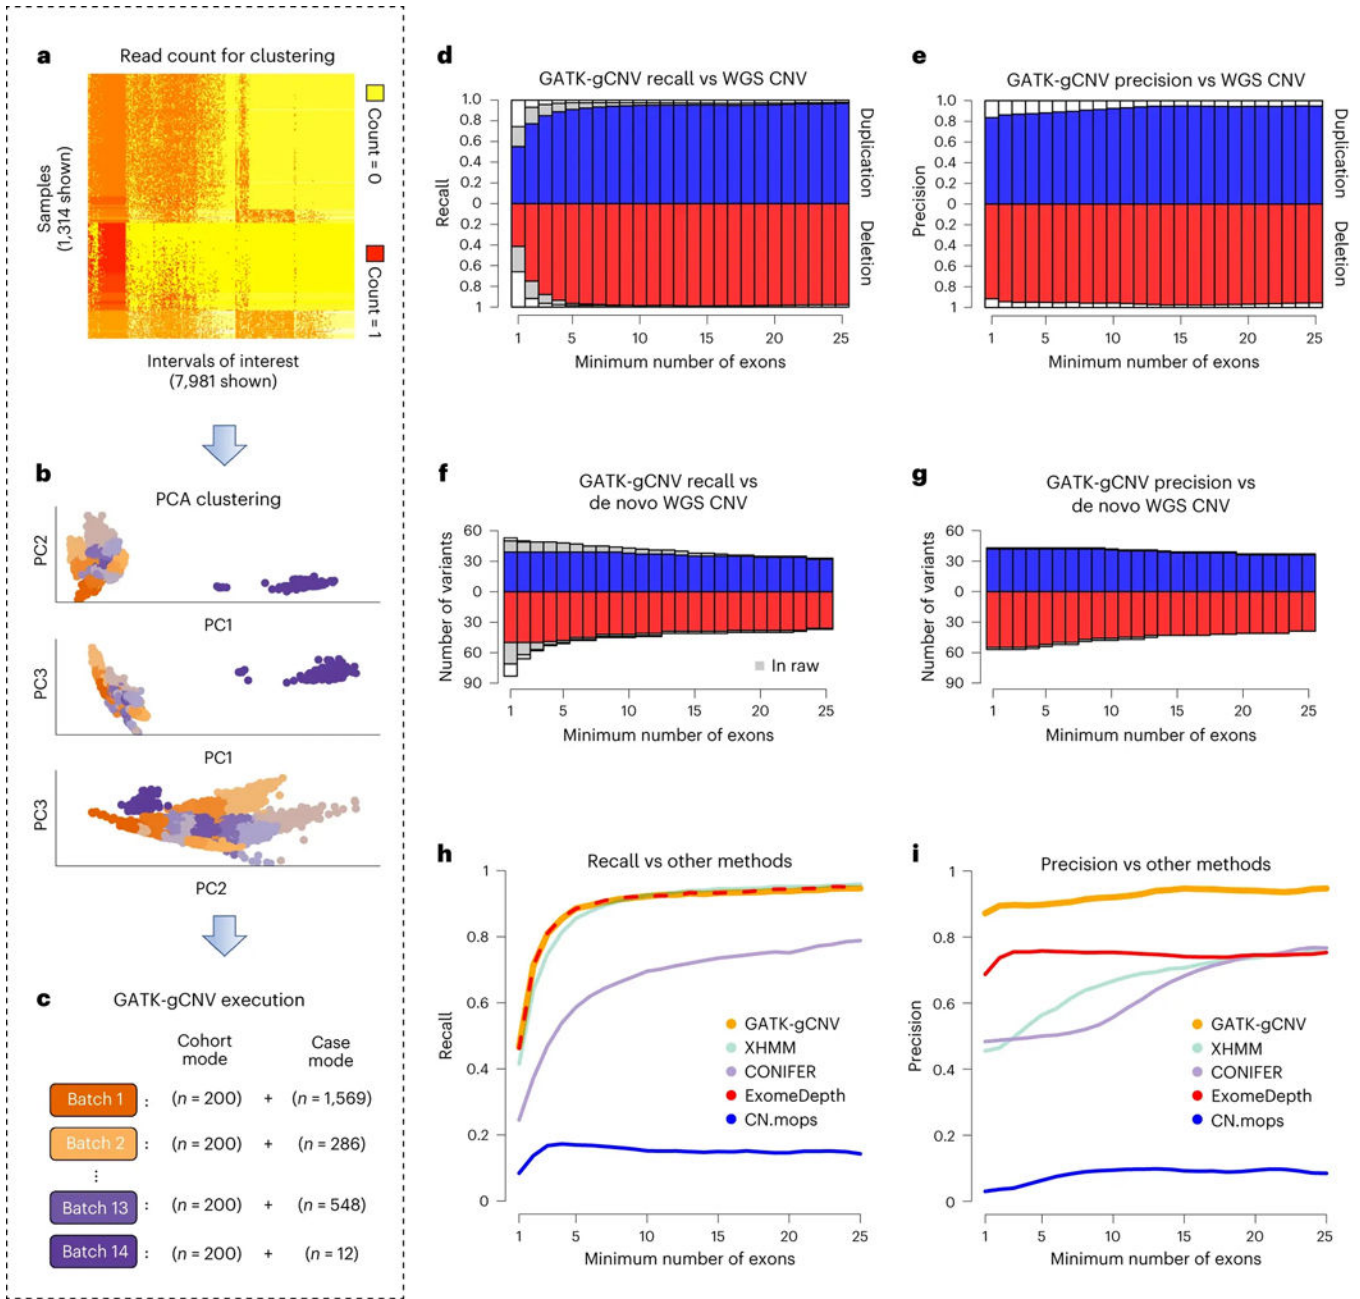 a
Read count for clustering
Samples
(1,314 shown)
Count = 0
Count = 1
Intervals of interest
(7,981 shown)
b
PCA clustering
PC2
PC1
PC3
PC1
PC3
PC2
c
GATK-gCNV execution
Cohort mode
Case mode
Batch 1 : (n = 200) + (n = 1,569)
Batch 2 : (n = 200) + (n = 286)
⋮
Batch 13 : (n = 200) + (n = 548)
Batch 14 : (n = 200) + (n = 12)
d
GATK-gCNV recall vs WGS CNV
Recall
1.0
0.8
0.6
0.4
0.2
0
0.2
0.4
0.6
0.8
1
Duplication
Deletion
1 5 10 15 20 25
Minimum number of exons
e
GATK-gCNV precision vs WGS CNV
Precision
1.0
0.8
0.6
0.4
0.2
0
0.2
0.4
0.6
0.8
1
Duplication
Deletion
1 5 10 15 20 25
Minimum number of exons
f
GATK-gCNV recall vs
de novo WGS CNV
Number of variants
60
30
0
30
60
90
In raw
1 5 10 15 20 25
Minimum number of exons
g
GATK-gCNV precision vs
de novo WGS CNV
Number of variants
60
30
0
30
60
90
1 5 10 15 20 25
Minimum number of exons
h
Recall vs other methods
Recall
1
0.8
0.6
0.4
0.2
0
GATK-gCNV
XHMM
CONIFER
ExomeDepth
CN.mops
1 5 10 15 20 25
Minimum number of exons
i
Precision vs other methods
Precision
1
0.8
0.6
0.4
0.2
0
GATK-gCNV
XHMM
CONIFER
ExomeDepth
CN.mops
1 5 10 15 20 25
Minimum number of exons